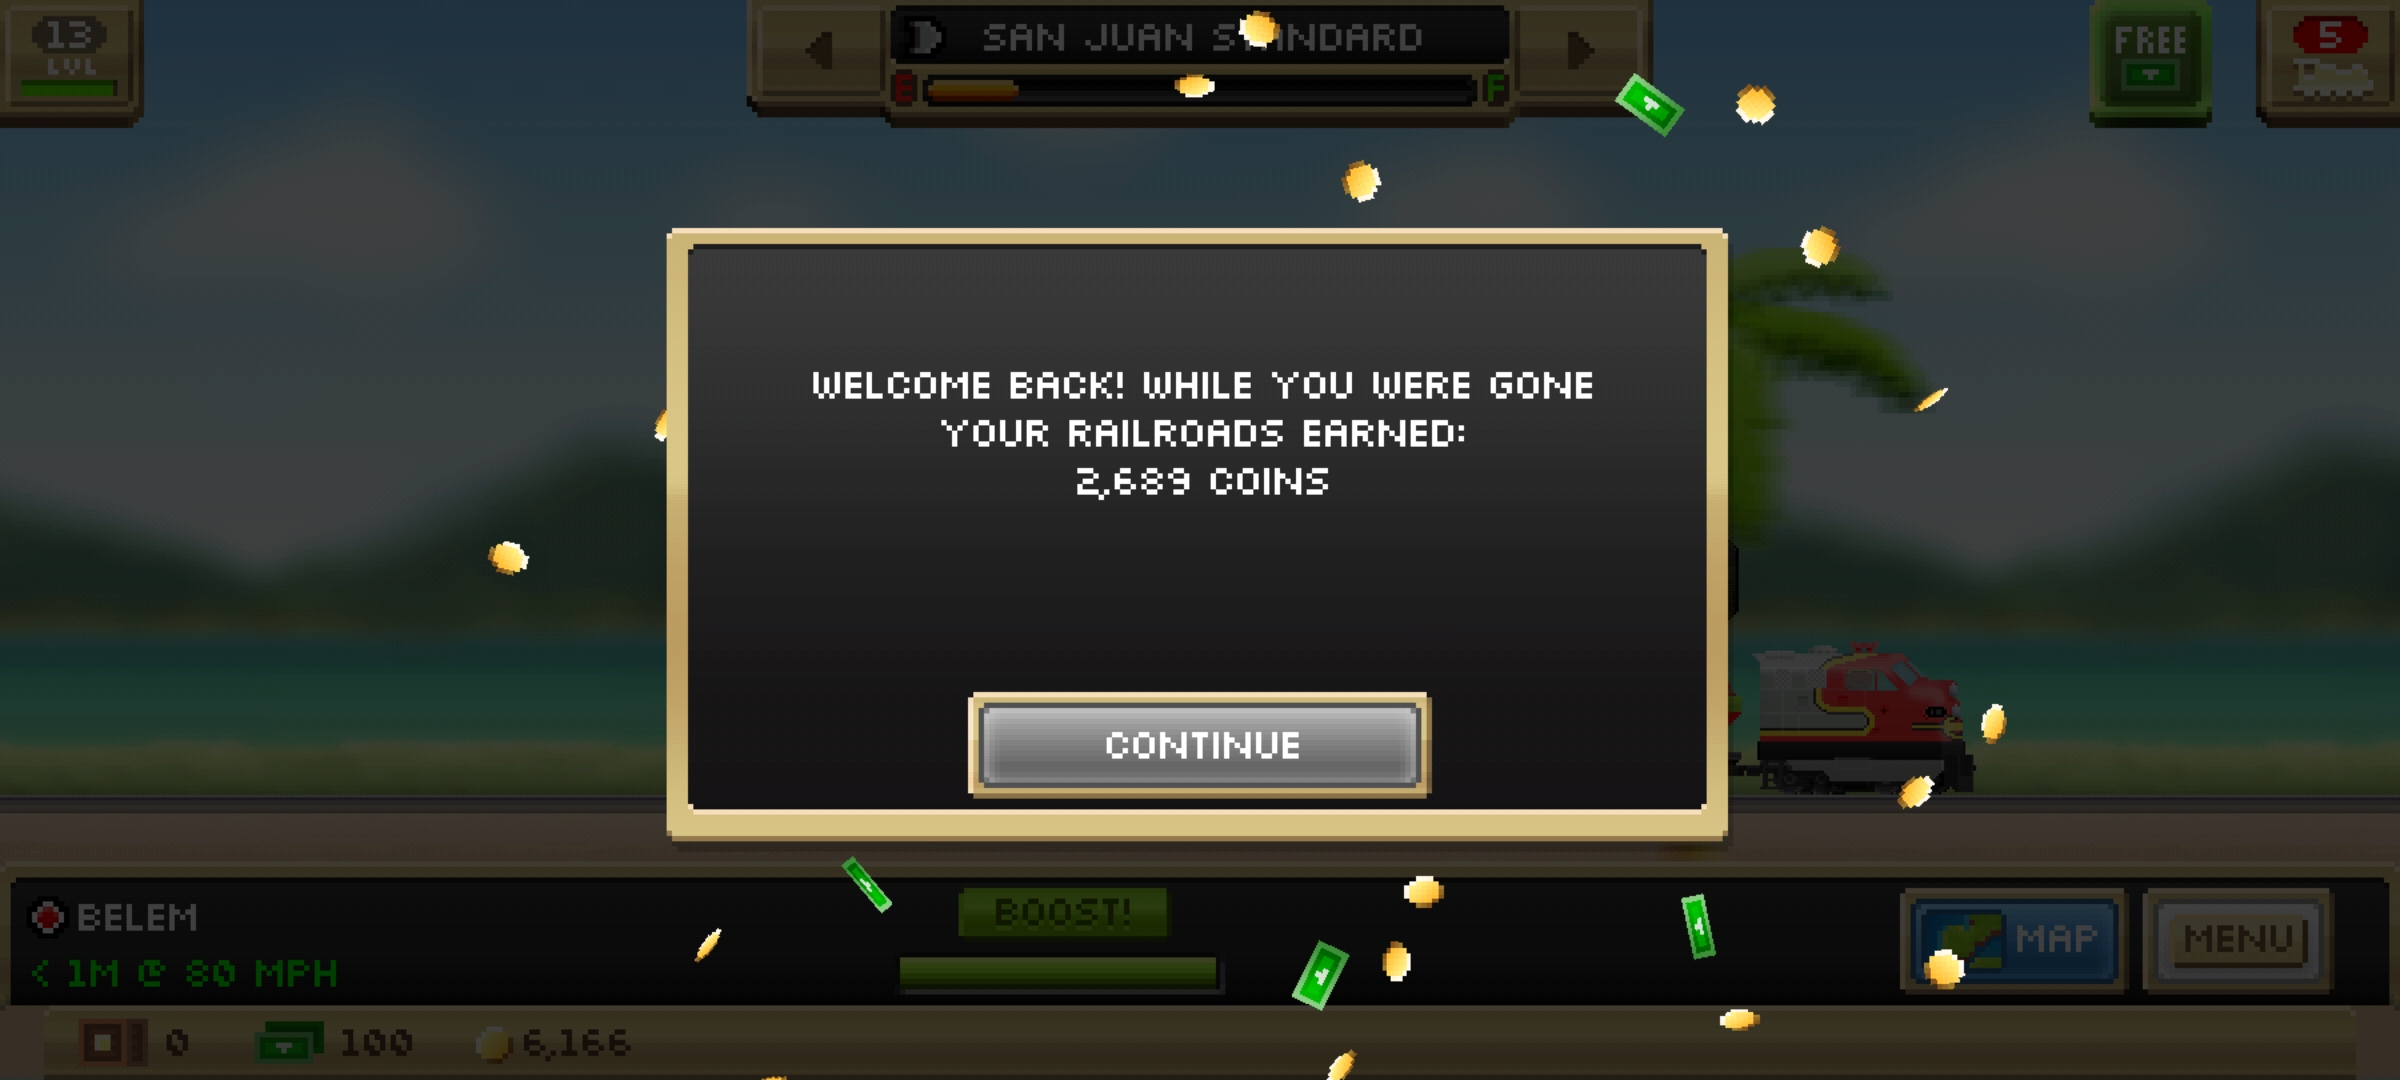 13
LVL
SAN JUAN STANDARD
E F
FREE
5
WELCOME BACK! WHILE YOU WERE GONE
YOUR RAILROADS EARNED:
2,689 COINS
CONTINUE
BELEM
< 1M @ 80 MPH
BOOST!
MAP
MENU
0 100 6,166